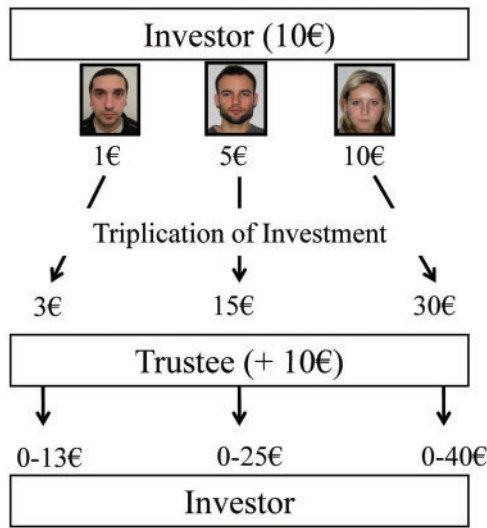 Investor (10€)
1€ 5€ 10€
Triplication of Investment
3€ 15€ 30€
Trustee (+ 10€)
0-13€ 0-25€ 0-40€
Investor